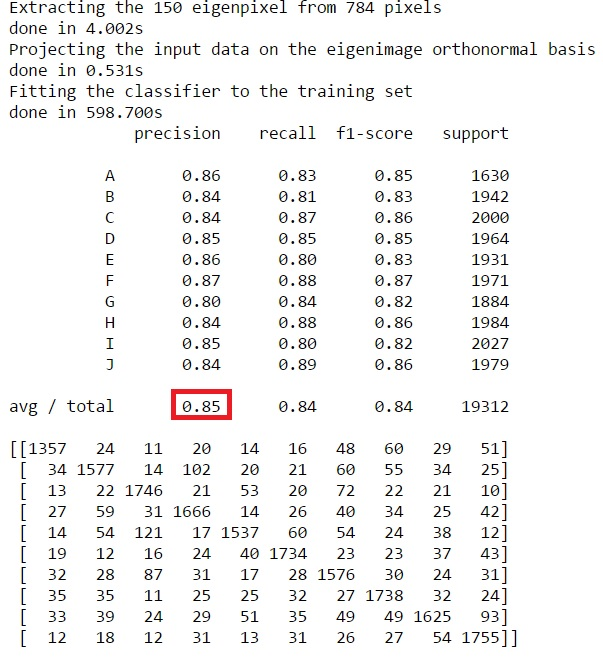 Extracting the 150 eigenpixel from 784 pixels
done in 4.002s
Projecting the input data on the eigenimage orthonormal basis
done in 0.531s
Fitting the classifier to the training set
done in 598.700s
precision recall f1-score support
A 0.86 0.83 0.85 1630
B 0.84 0.81 0.83 1942
C 0.84 0.87 0.86 2000
D 0.85 0.85 0.85 1964
E 0.86 0.80 0.83 1931
F 0.87 0.88 0.87 1971
G 0.80 0.84 0.82 1884
H 0.84 0.88 0.86 1984
I 0.85 0.80 0.82 2027
J 0.84 0.89 0.86 1979
avg / total 0.85 0.84 0.84 19312
[[1357 24 11 20 14 16 48 60 29 51]
[ 34 1577 14 102 20 21 60 55 34 25]
[ 13 22 1746 21 53 20 72 22 21 10]
[ 27 59 31 1666 14 26 40 34 25 42]
[ 14 54 121 17 1537 60 54 24 38 12]
[ 19 12 16 24 40 1734 23 23 37 43]
[ 32 28 87 31 17 28 1576 30 24 31]
[ 35 35 11 25 25 32 27 1738 32 24]
[ 33 39 24 29 51 35 49 49 1625 93]
[ 12 18 12 31 13 31 26 27 54 1755]]